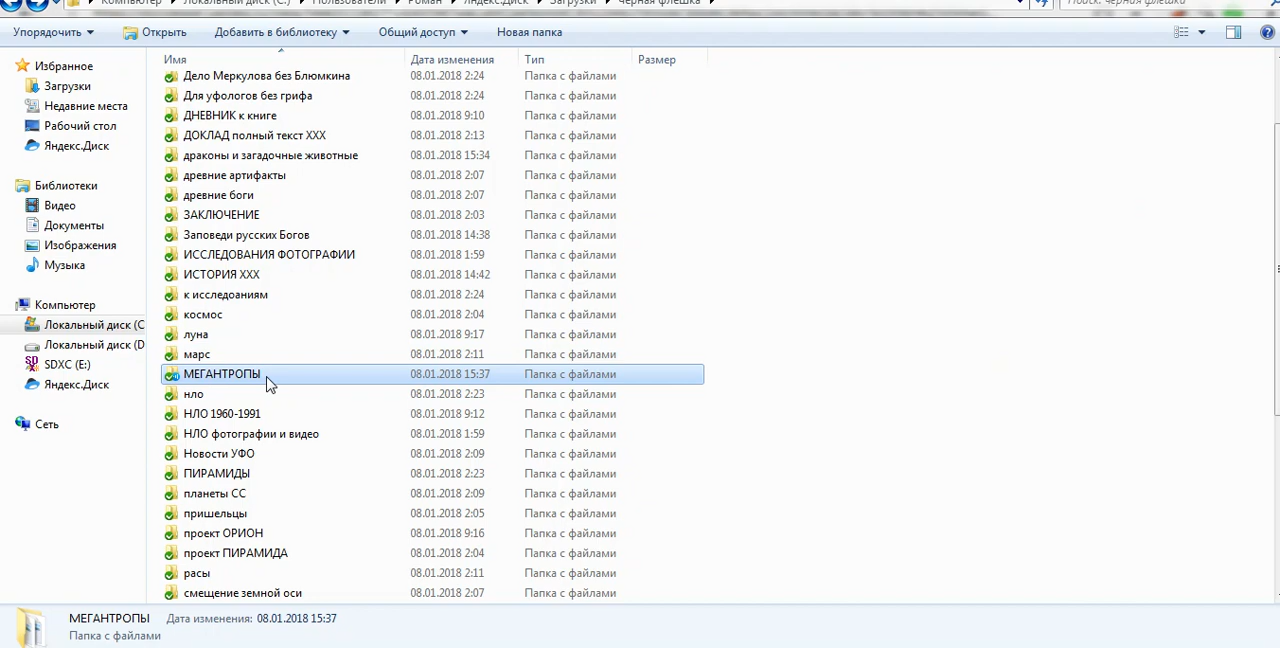 Компьютер Локальный диск (C:) Пользователи Роман Яндекс.Диск Загрузки черная флешка Поиск: черная флешка
Упорядочить Открыть Добавить в библиотеку Общий доступ Новая папка
Имя Дата изменения Тип Размер
Избранное
Загрузки
Недавние места
Рабочий стол
Яндекс.Диск
Библиотеки
Видео
Документы
Изображения
Музыка
Компьютер
Локальный диск (C
Локальный диск (D
SDXC (E:)
Яндекс.Диск
Сеть
Дело Меркулова без Блюмкина 08.01.2018 2:24 Папка с файлами
Для уфологов без грифа 08.01.2018 2:24 Папка с файлами
ДНЕВНИК к книге 08.01.2018 9:10 Папка с файлами
ДОКЛАД полный текст ХХХ 08.01.2018 2:13 Папка с файлами
драконы и загадочные животные 08.01.2018 15:34 Папка с файлами
древние артифакты 08.01.2018 2:07 Папка с файлами
древние боги 08.01.2018 2:07 Папка с файлами
ЗАКЛЮЧЕНИЕ 08.01.2018 2:03 Папка с файлами
Заповеди русских Богов 08.01.2018 14:38 Папка с файлами
ИССЛЕДОВАНИЯ ФОТОГРАФИИ 08.01.2018 1:59 Папка с файлами
ИСТОРИЯ ХХХ 08.01.2018 14:42 Папка с файлами
к исследоаниям 08.01.2018 2:24 Папка с файлами
космос 08.01.2018 2:04 Папка с файлами
луна 08.01.2018 9:17 Папка с файлами
марс 08.01.2018 2:11 Папка с файлами
МЕГАНТРОПЫ 08.01.2018 15:37 Папка с файлами
нло 08.01.2018 2:23 Папка с файлами
НЛО 1960-1991 08.01.2018 9:12 Папка с файлами
НЛО фотографии и видео 08.01.2018 1:59 Папка с файлами
Новости УФО 08.01.2018 2:09 Папка с файлами
ПИРАМИДЫ 08.01.2018 2:23 Папка с файлами
планеты СС 08.01.2018 2:09 Папка с файлами
пришельцы 08.01.2018 2:05 Папка с файлами
проект ОРИОН 08.01.2018 9:16 Папка с файлами
проект ПИРАМИДА 08.01.2018 2:04 Папка с файлами
расы 08.01.2018 2:11 Папка с файлами
смещение земной оси 08.01.2018 2:07 Папка с файлами
МЕГАНТРОПЫ Дата изменения: 08.01.2018 15:37
Папка с файлами